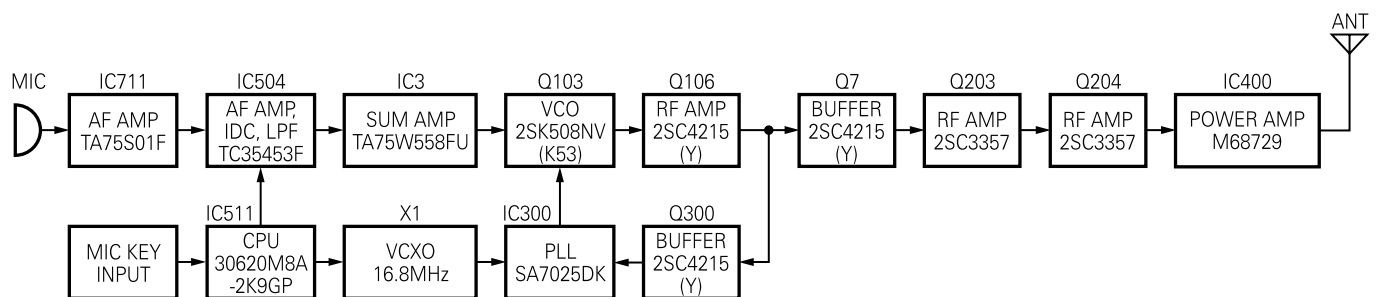 ANT
MIC
IC711
AF AMP
TA75S01F
IC504
AF AMP,
IDC, LPF
TC35453F
IC3
SUM AMP
TA75W558FU
Q103
VCO
2SK508NV
(K53)
Q106
RF AMP
2SC4215
(Y)
Q7
BUFFER
2SC4215
(Y)
Q203
RF AMP
2SC3357
Q204
RF AMP
2SC3357
IC400
POWER AMP
M68729
MIC KEY
INPUT
IC511
CPU
30620M8A
-2K9GP
X1
VCXO
16.8MHz
IC300
PLL
SA7025DK
Q300
BUFFER
2SC4215
(Y)